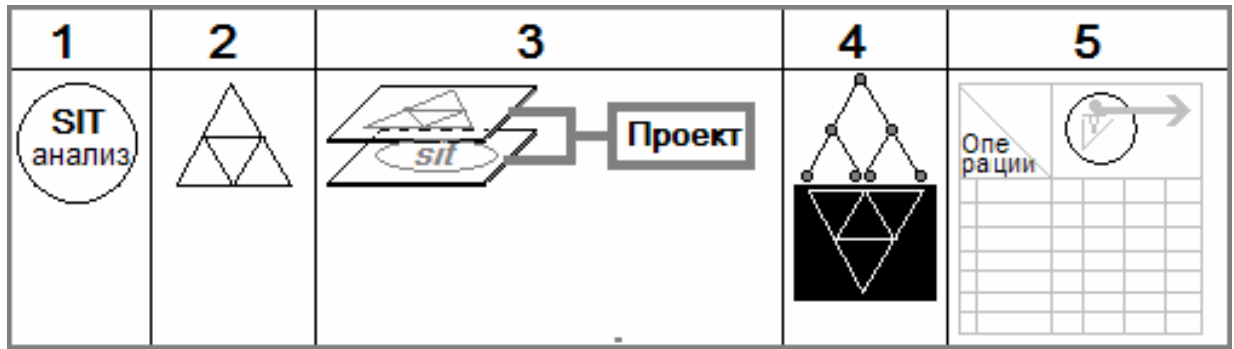 1 2 3 4 5
SIT
анализ
sit
Проект
Опе
рации